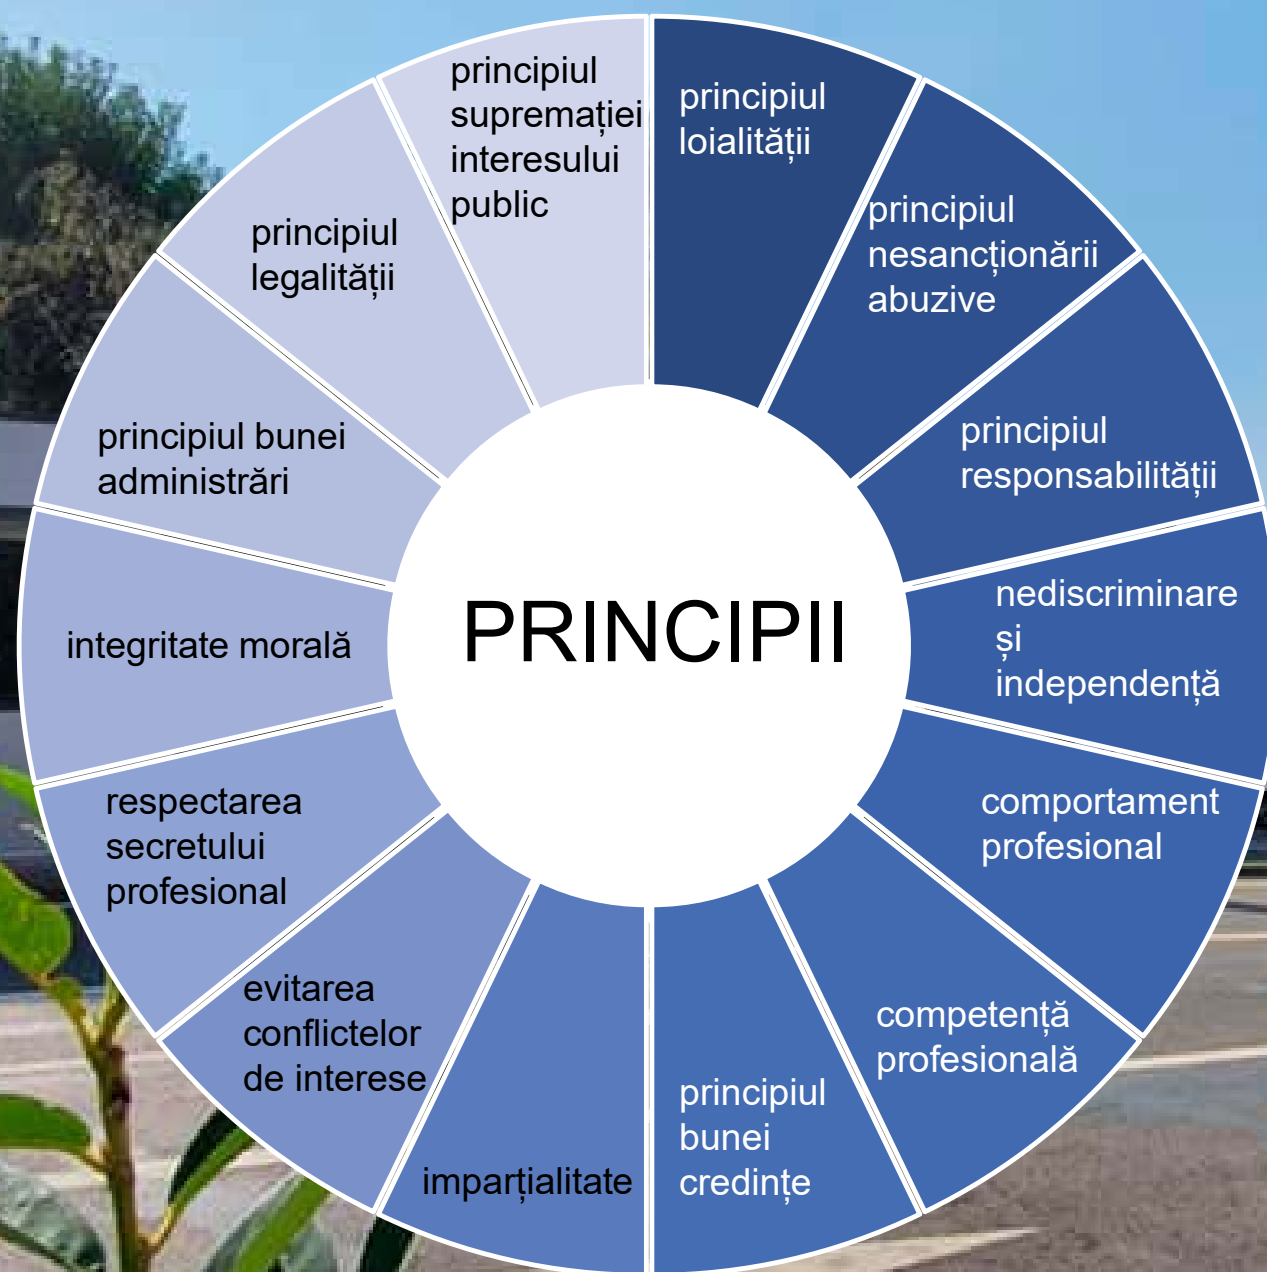 principiul
loialității
principiul
nesancționării
abuzive
principiul
responsabilității
nediscriminare
și
independență
comportament
profesional
competență
profesională
principiul
bunei
credințe
imparțialitate
evitarea
conflictelor
de interese
respectarea
secretului
profesional
integritate morală
principiul bunei
administrări
principiul
legalității
principiul
supremației
interesului
public
PRINCIPII